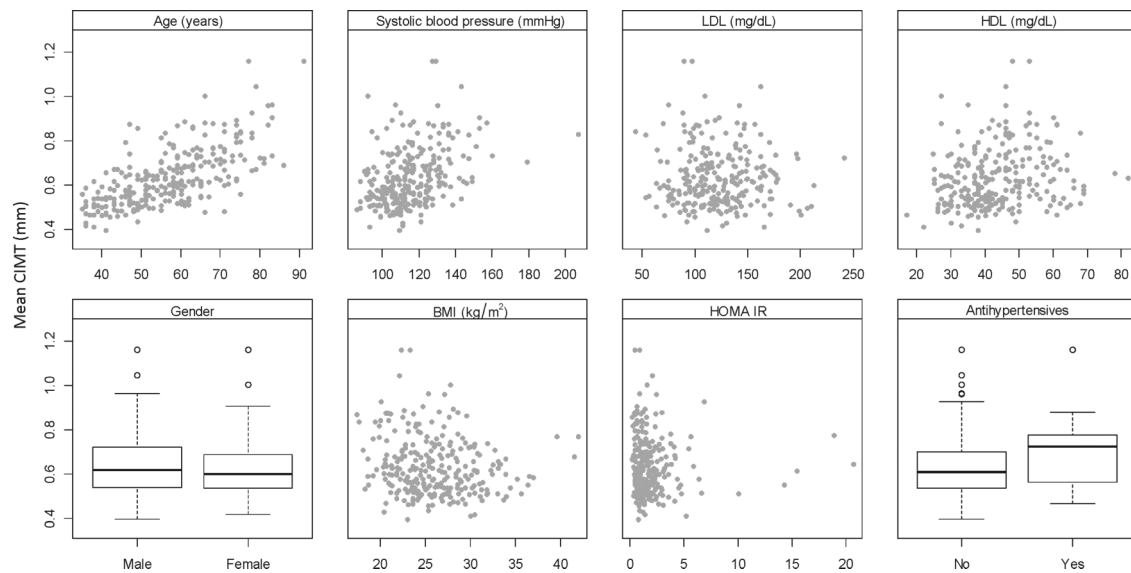 Age (years) Systolic blood pressure (mmHg) LDL (mg/dL) HDL (mg/dL)
1.2
1.0
0.8
0.6
0.4
40 50 60 70 80 90 100 120 140 160 180 200 50 100 150 200 250 20 30 40 50 60 70 80
Mean CIMT (mm)
Gender BMI (kg/m²) HOMA IR Antihypertensives
1.2
1.0
0.8
0.6
0.4
Male Female 20 25 30 35 40 0 5 10 15 20 No Yes